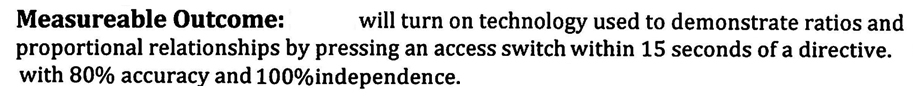 Measureable Outcome: will turn on technology used to demonstrate ratios and
proportional relationships by pressing an access switch within 15 seconds of a directive.
with 80% accuracy and 100%independence.